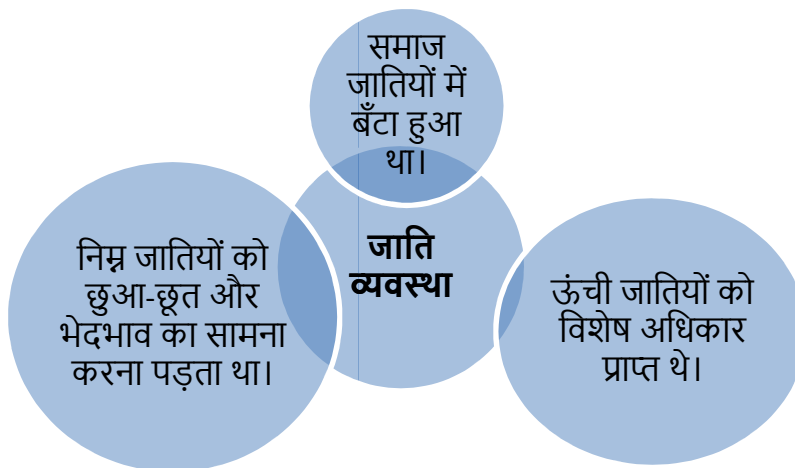 समाज
जातियों में
बँटा हुआ
था।
जाति
व्यवस्था
निम्न जातियों को
छुआ-छूत और
भेदभाव का सामना
करना पड़ता था।
ऊंची जातियों को
विशेष अधिकार
प्राप्त थे।